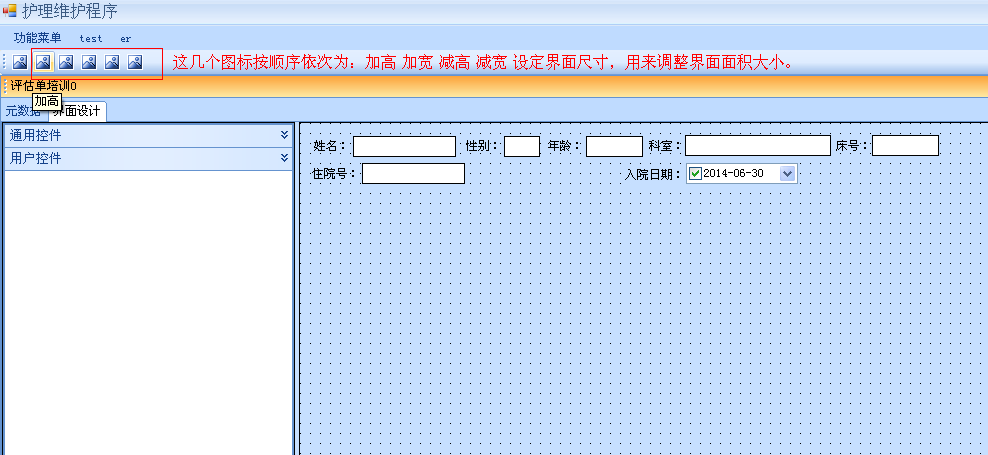 护理维护程序
功能菜单 test er
这几个图标按顺序依次为：加高 加宽 减高 减宽 设定界面尺寸，用来调整界面面积大小。
评估单培训0
加高
元数据 界面设计
通用控件
用户控件
姓名： 性别： 年龄： 科室： 床号：
住院号： 入院日期： 2014-06-30